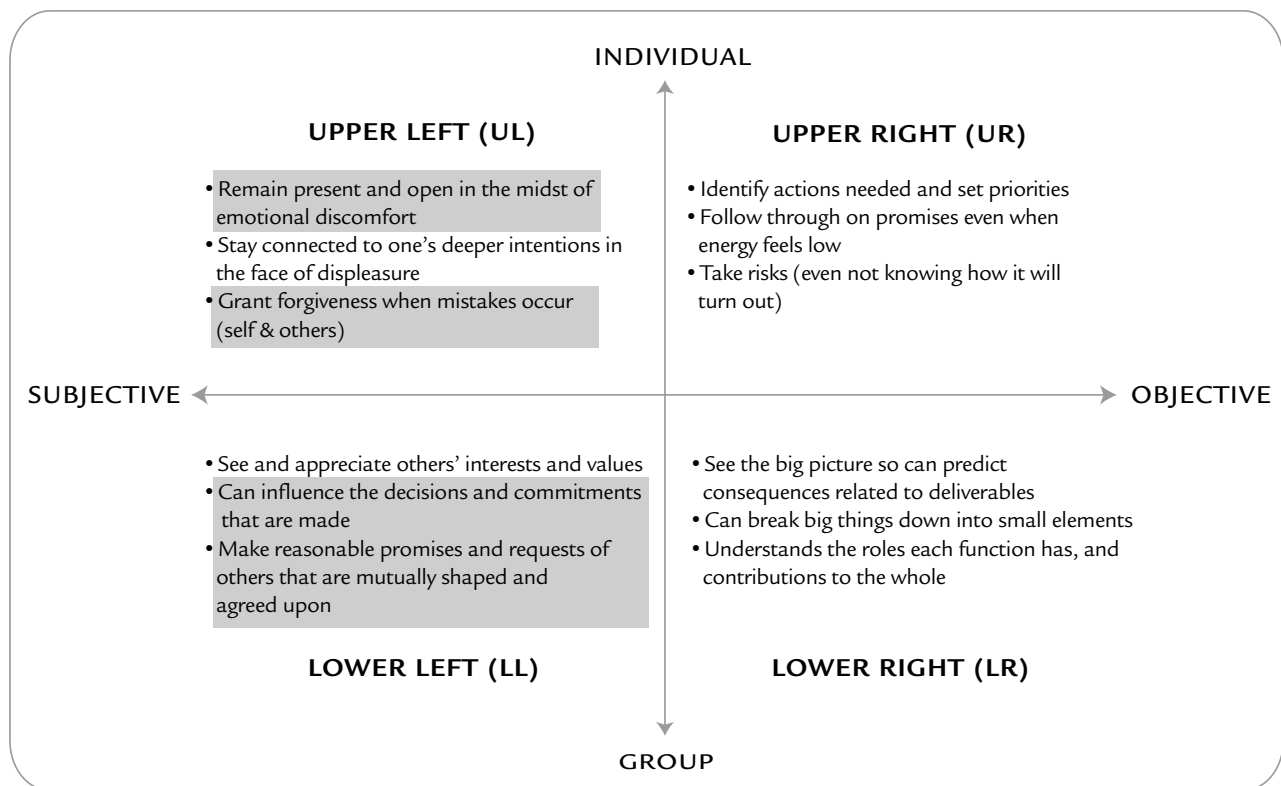 INDIVIDUAL
UPPER LEFT (UL)
• Remain present and open in the midst of
emotional discomfort
• Stay connected to one’s deeper intentions in
the face of displeasure
• Grant forgiveness when mistakes occur
(self & others)
UPPER RIGHT (UR)
• Identify actions needed and set priorities
• Follow through on promises even when
energy feels low
• Take risks (even not knowing how it will
turn out)
SUBJECTIVE
OBJECTIVE
• See and appreciate others’ interests and values
• Can influence the decisions and commitments
that are made
• Make reasonable promises and requests of
others that are mutually shaped and
agreed upon
LOWER LEFT (LL)
• See the big picture so can predict
consequences related to deliverables
• Can break big things down into small elements
• Understands the roles each function has, and
contributions to the whole
LOWER RIGHT (LR)
GROUP